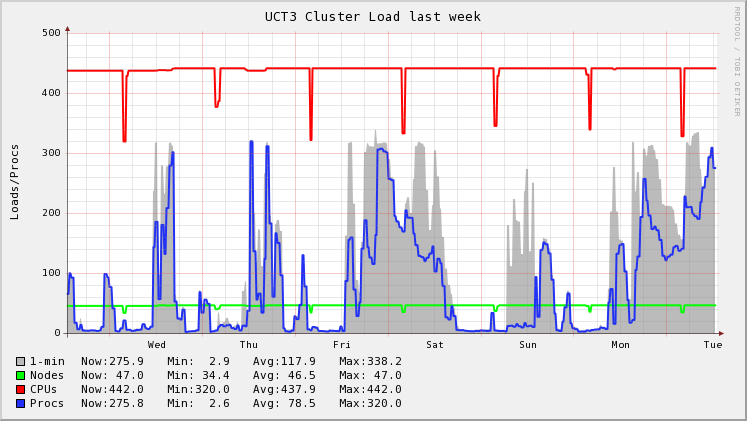 UCT3 Cluster Load last week
RRDTOOL / TOBI OETIKER
Loads/Procs
500
400
300
200
100
0
Wed Thu Fri Sat Sun Mon Tue
1-min Now:275.9 Min: 2.9 Avg:117.9 Max:338.2
Nodes Now: 47.0 Min: 34.4 Avg: 46.5 Max: 47.0
CPUs Now:442.0 Min:320.0 Avg:437.9 Max:442.0
Procs Now:275.8 Min: 2.6 Avg: 78.5 Max:320.0